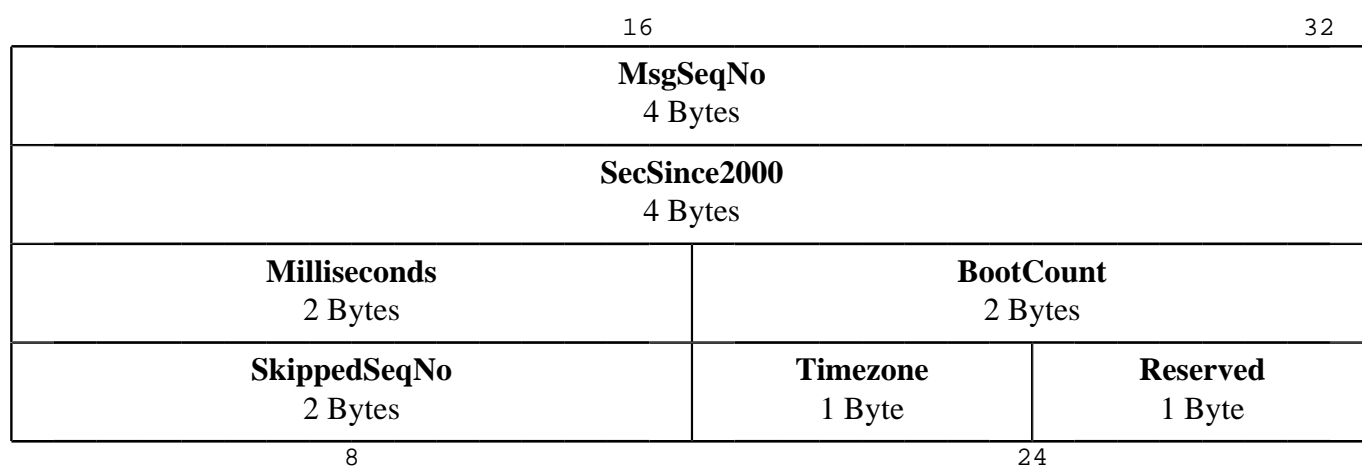 16 32
MsgSeqNo
4 Bytes
SecSince2000
4 Bytes
Milliseconds BootCount
2 Bytes 2 Bytes
SkippedSeqNo Timezone Reserved
2 Bytes 1 Byte 1 Byte
8 24